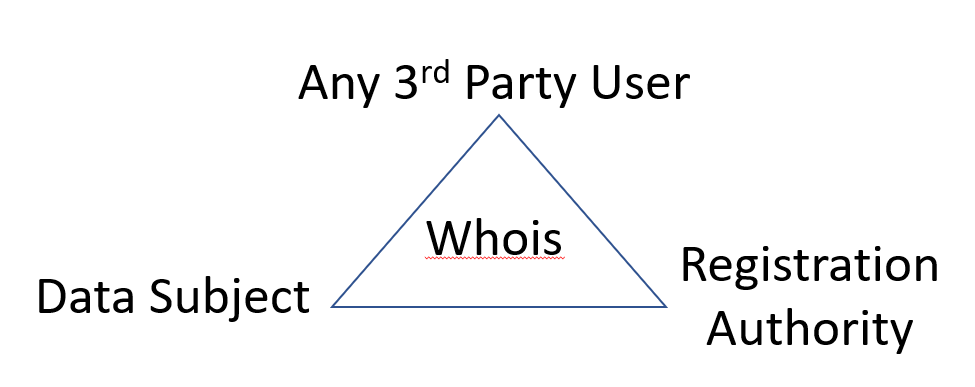 Any 3rd Party User
Whois
Data Subject
Registration
Authority